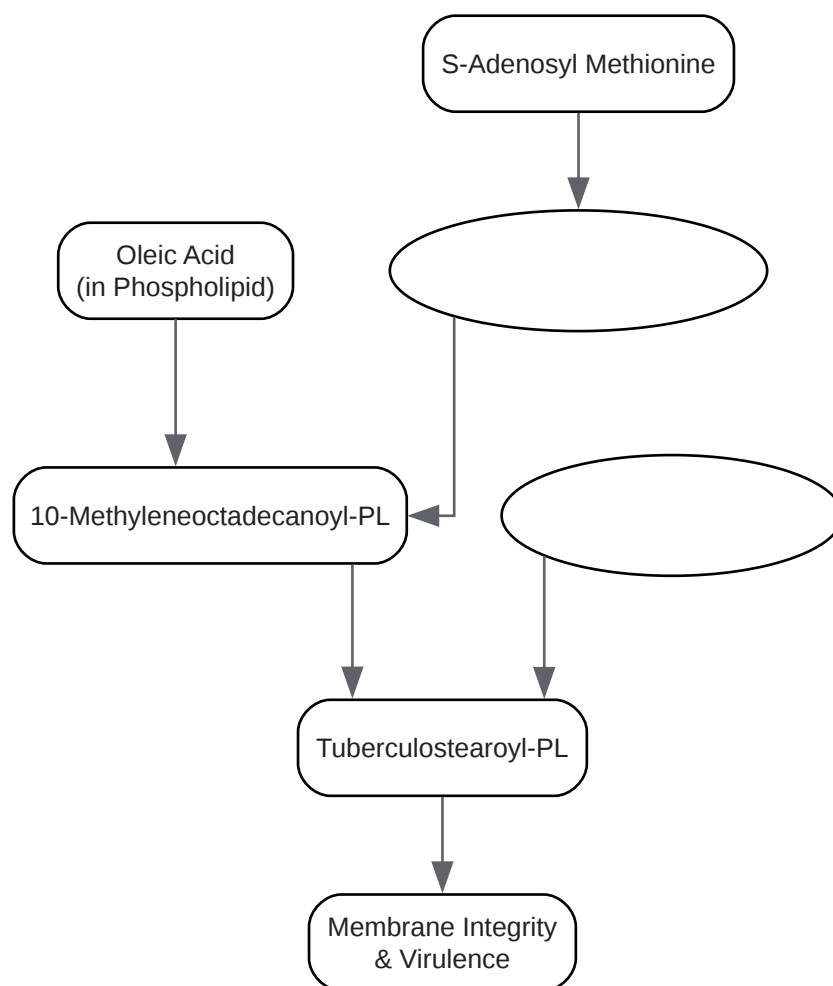 S-Adenosyl Methionine
Oleic Acid
(in Phospholipid)
10-Methyleneoctadecanoyl-PL
Tuberculostearoyl-PL
Membrane Integrity
& Virulence